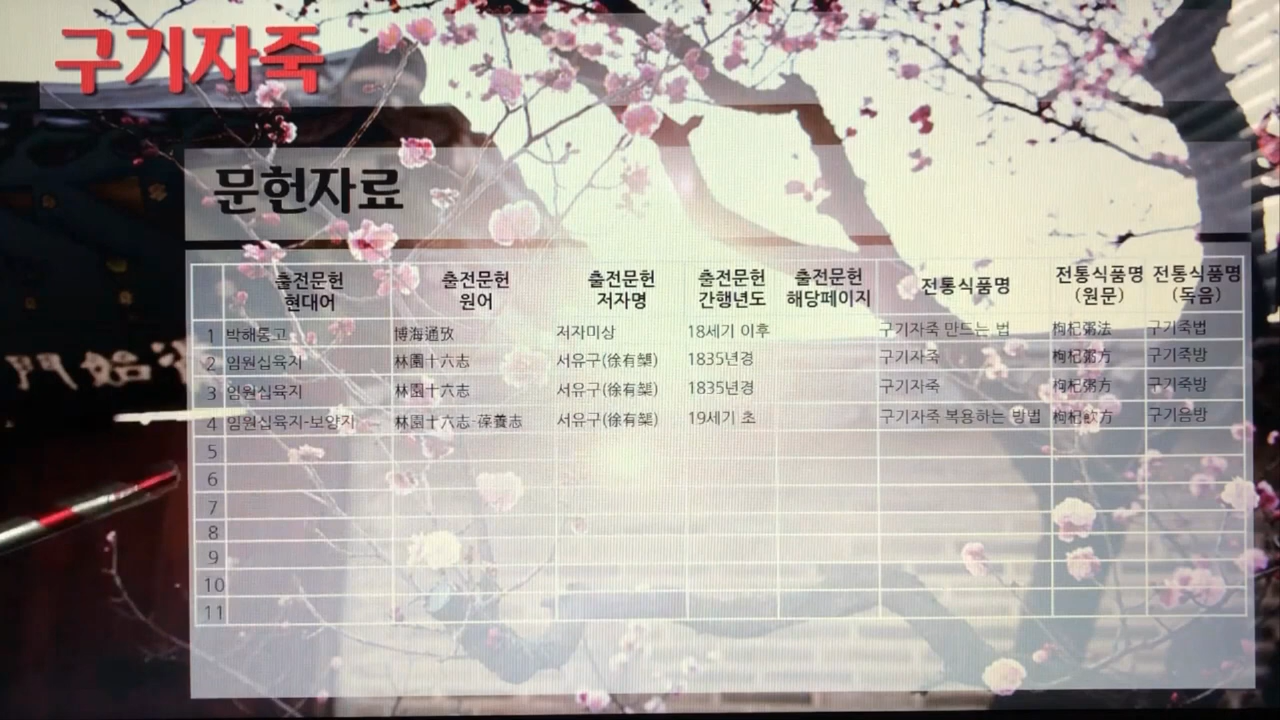 구기자죽
문헌자료
출전문헌 현대어 출전문헌 원어 출전문헌 저자명 출전문헌 간행년도 출전문헌 해당페이지 전통식품명 전통식품명 (원문) 전통식품명 (독음)
1 박해통고 博海通攷 저자미상 18세기 이후 구기자죽 만드는 법 枸杞粥法 구기죽법
2 임원십육지 林園十六志 서유구(徐有榘) 1835년경 구기자죽 枸杞粥方 구기죽방
3 임원십육지 林園十六志 서유구(徐有榘) 1835년경 구기자죽 枸杞粥方 구기죽방
4 임원십육지-보양지 林園十六志-葆養志 서유구(徐有榘) 19세기 초 구기자죽 복용하는 방법 枸杞飮方 구기음방
5
6
7
8
9
10
11
門始